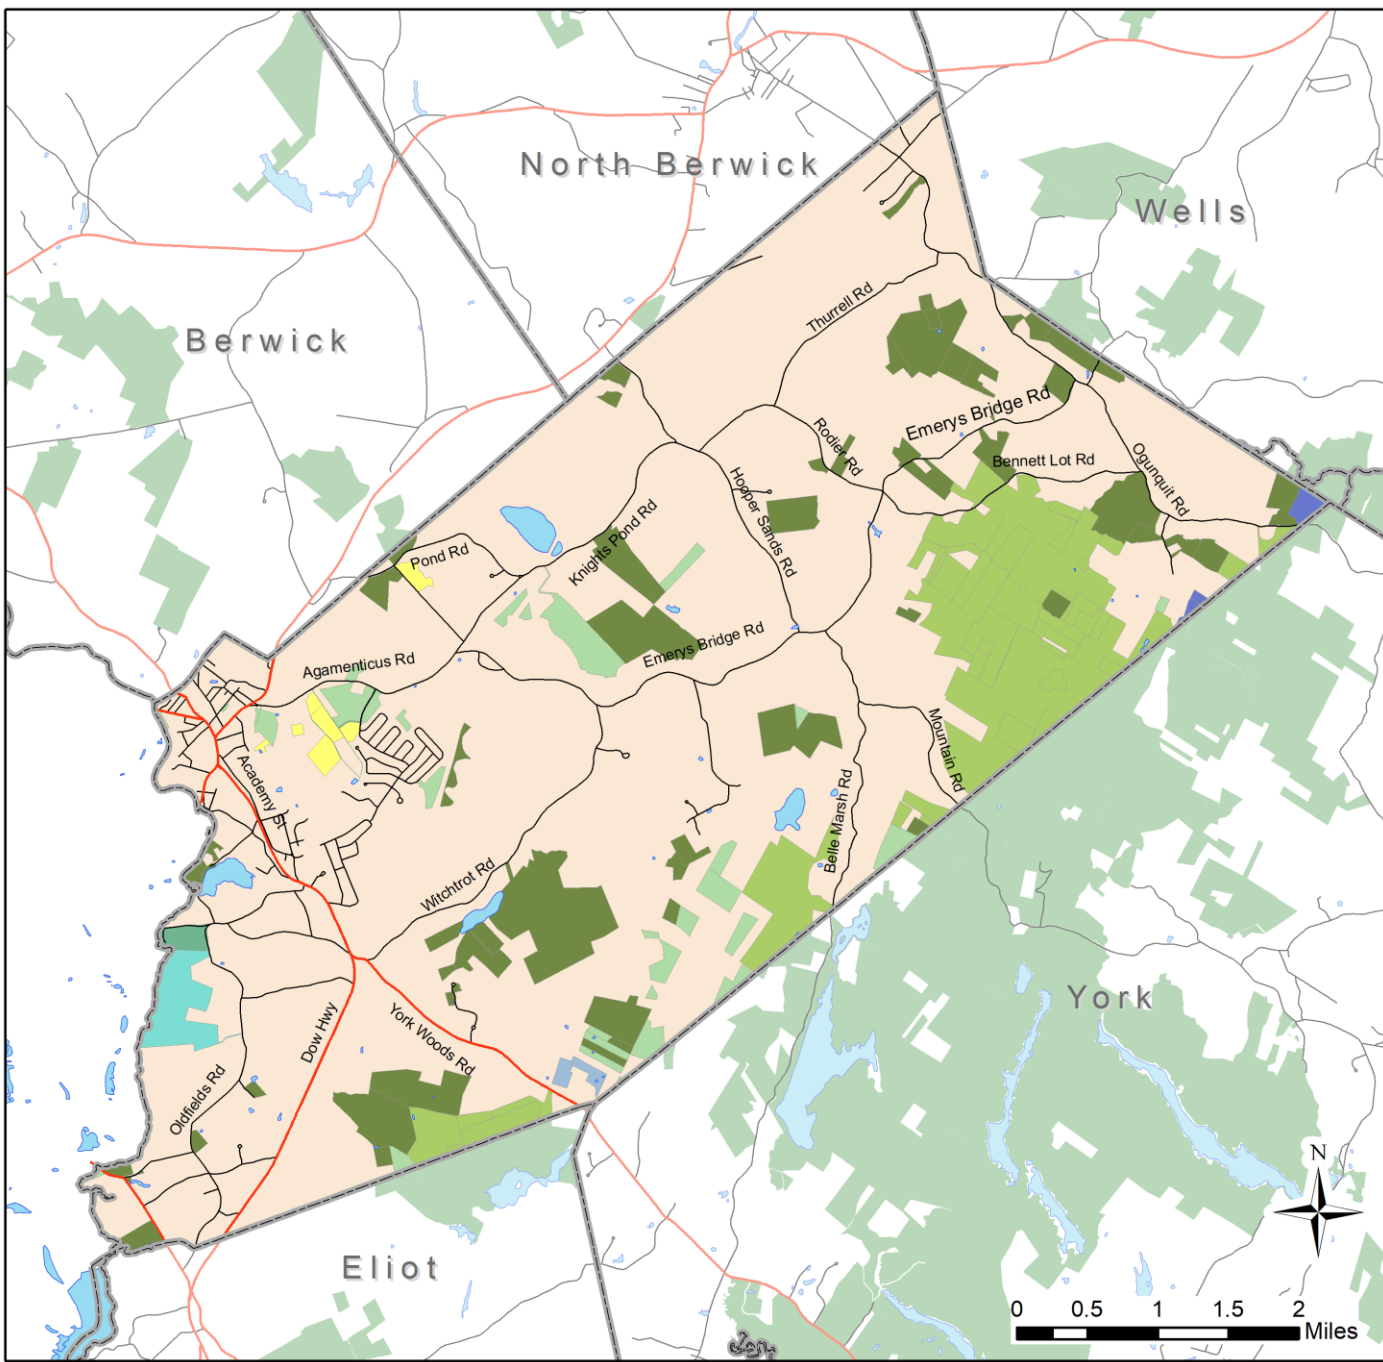 North Berwick
Wells
Berwick
Thurrell Rd
Emerys Bridge Rd
Rodier Rd
Bennett Lot Rd
Ogunquit Rd
Hooper Sands Rd
Knights Pond Rd
Pond Rd
Agamenticus Rd
Emerys Bridge Rd
Mountain Rd
Academy St
Belle Marsh Rd
Witchtrot Rd
York
Dow Hwy
York Woods Rd
Oldfields Rd
N
Eliot
0 0.5 1 1.5 2
Miles